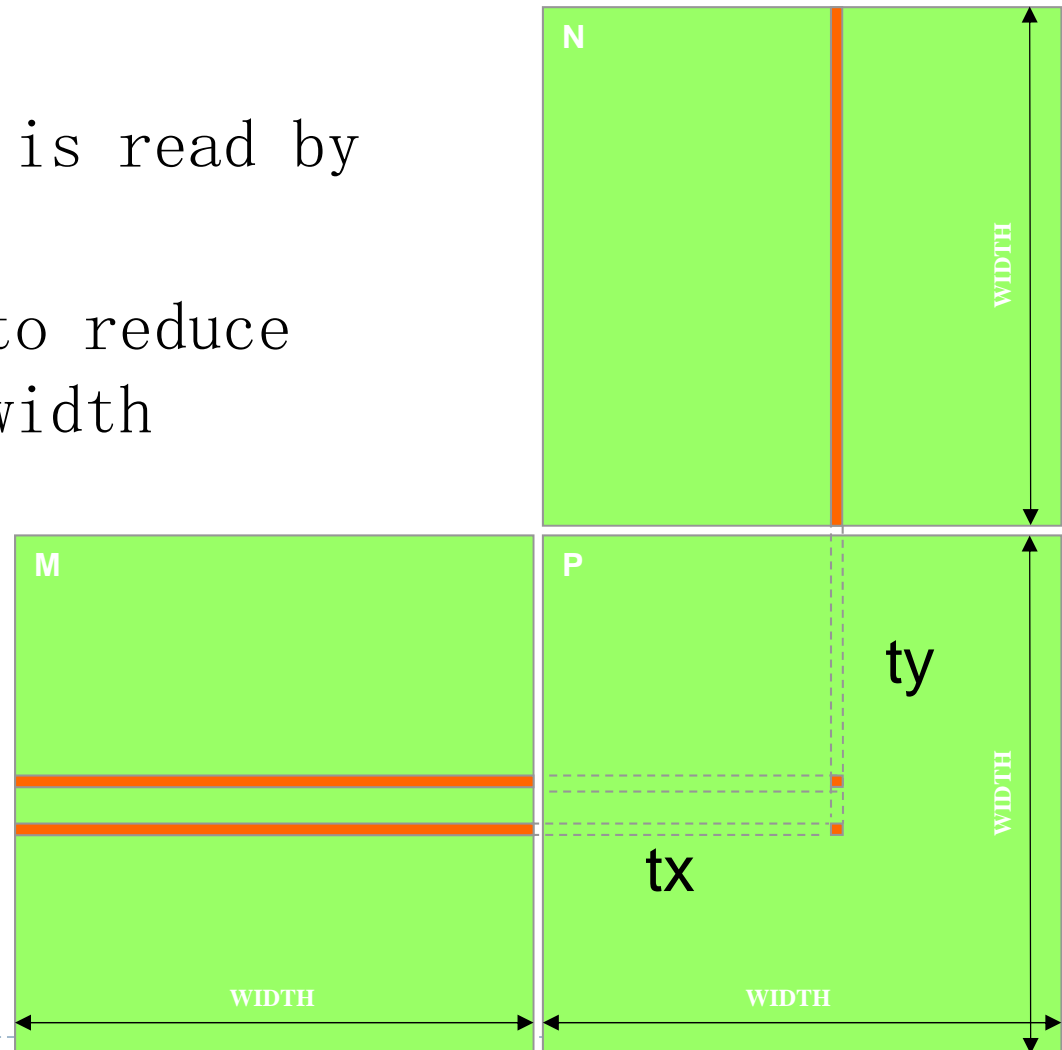 is read by
to reduce
width
N
WIDTH
M
P
ty
WIDTH
tx
WIDTH
WIDTH